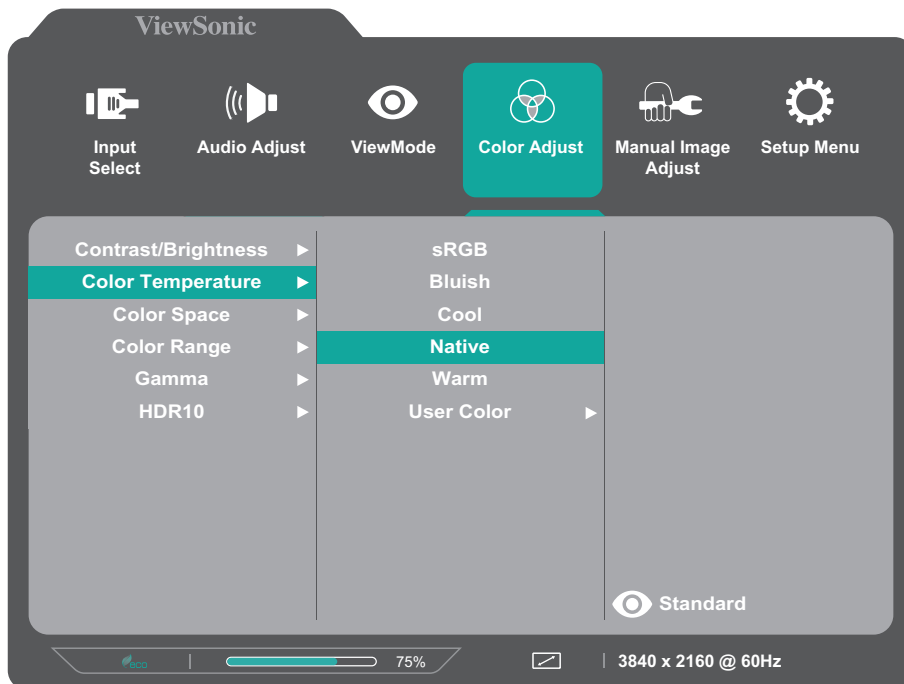 ViewSonic
Input
Select
Audio Adjust
ViewMode
Color Adjust
Manual Image
Adjust
Setup Menu
Contrast/Brightness
Color Temperature
Color Space
Color Range
Gamma
HDR10
sRGB
Bluish
Cool
Native
Warm
User Color
Standard
eco
75%
3840 x 2160 @ 60Hz